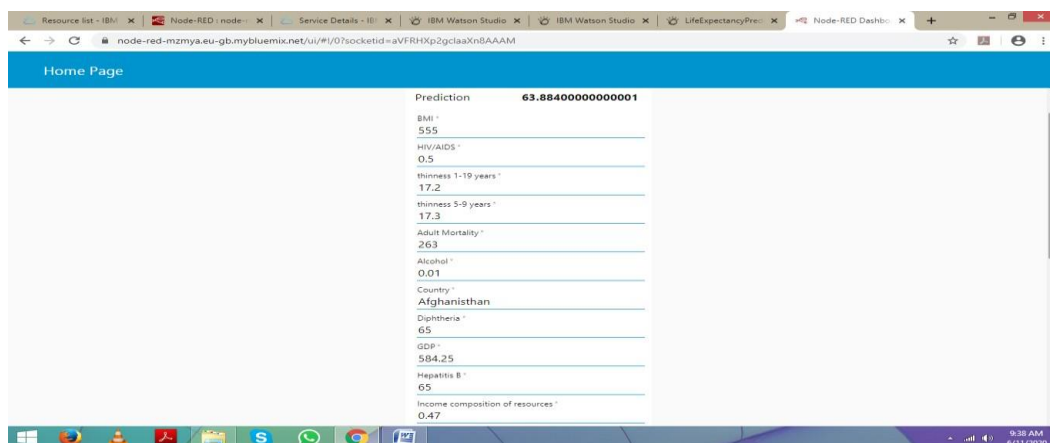 Resource list - IBM
Node-RED : node-
Service Details - IB
IBM Watson Studio
IBM Watson Studio
LifeExpectancyPred
Node-RED Dashbo
node-red-mzmya.eu-gb.mybluemix.net/ui/#!/0?socketid=aVFRHXp2gclaaXn8AAAM
Home Page
Prediction 63.88400000000001
BMI *
555
HIV/AIDS *
0.5
thinness 1-19 years *
17.2
thinness 5-9 years *
17.3
Adult Mortality *
263
Alcohol *
0.01
Country *
Afghanisthan
Diphtheria *
65
GDP *
584.25
Hepatitis B *
65
Income composition of resources *
0.47
9:38 AM